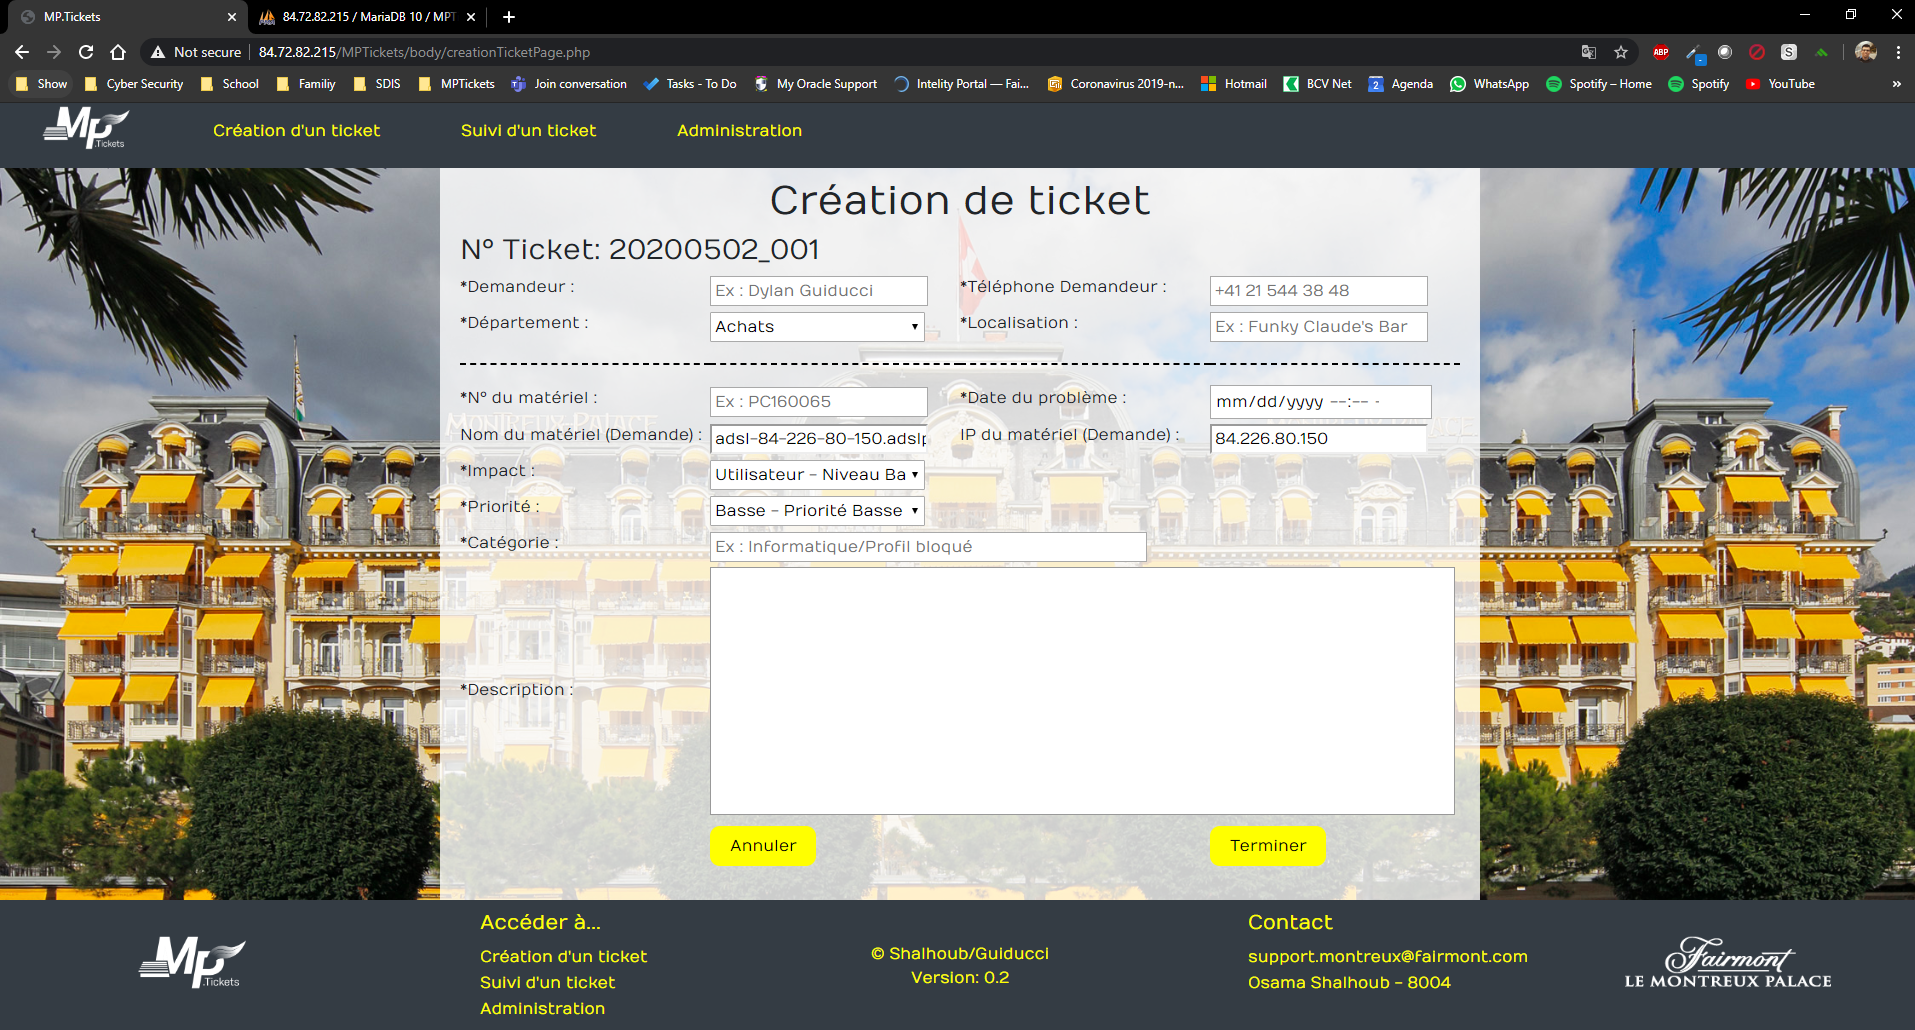 MP.Tickets
84.72.82.215 / MariaDB 10 / MPT
Not secure
84.72.82.215/MPTickets/body/creationTicketPage.php
ABP
S
Show
Cyber Security
School
Familiy
SDIS
MPTickets
Join conversation
Tasks - To Do
My Oracle Support
Intelity Portal — Fai...
Coronavirus 2019-n...
Hotmail
BCV Net
2
Agenda
WhatsApp
Spotify – Home
Spotify
YouTube
»
Mp
.Tickets
Création d'un ticket
Suivi d'un ticket
Administration
Création de ticket
N° Ticket: 20200502_001
*Demandeur :
Ex : Dylan Guiducci
*Téléphone Demandeur :
+41 21 544 38 48
*Département :
Achats
*Localisation :
Ex : Funky Claude's Bar
*N° du matériel :
Ex : PC160065
*Date du problème :
mm/dd/yyyy --:-- -
MONTREUX PALACE
Nom du matériel (Demande) :
adsl-84-226-80-150.adslp
IP du matériel (Demande) :
84.226.80.150
*Impact :
Utilisateur - Niveau Ba
*Priorité :
Basse - Priorité Basse
*Catégorie :
Ex : Informatique/Profil bloqué
*Description :
Annuler
Terminer
Mp
.Tickets
Accéder à...
Création d'un ticket
Suivi d'un ticket
Administration
© Shalhoub/Guiducci
Version: 0.2
Contact
support.montreux@fairmont.com
Osama Shalhoub - 8004
Fairmont
LE MONTREUX PALACE